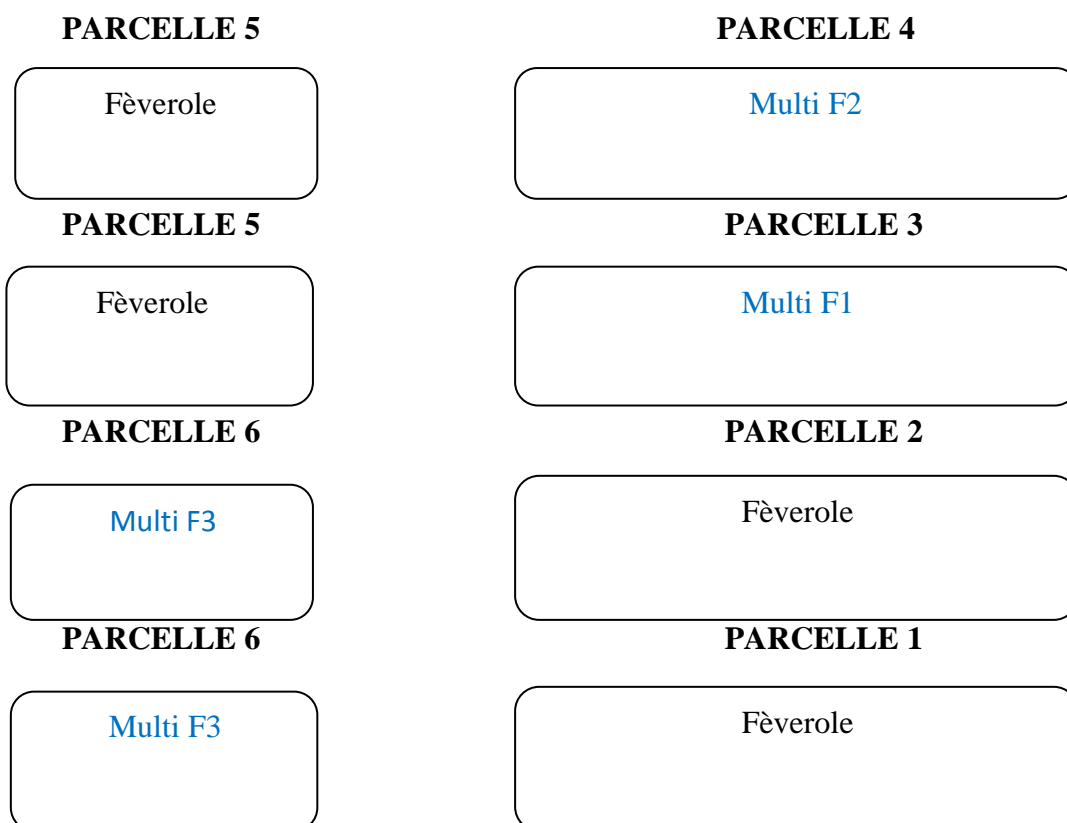 PARCELLE 5 PARCELLE 4
Fèverole Multi F2
PARCELLE 5 PARCELLE 3
Fèverole Multi F1
PARCELLE 6 PARCELLE 2
Multi F3 Fèverole
PARCELLE 6 PARCELLE 1
Multi F3 Fèverole